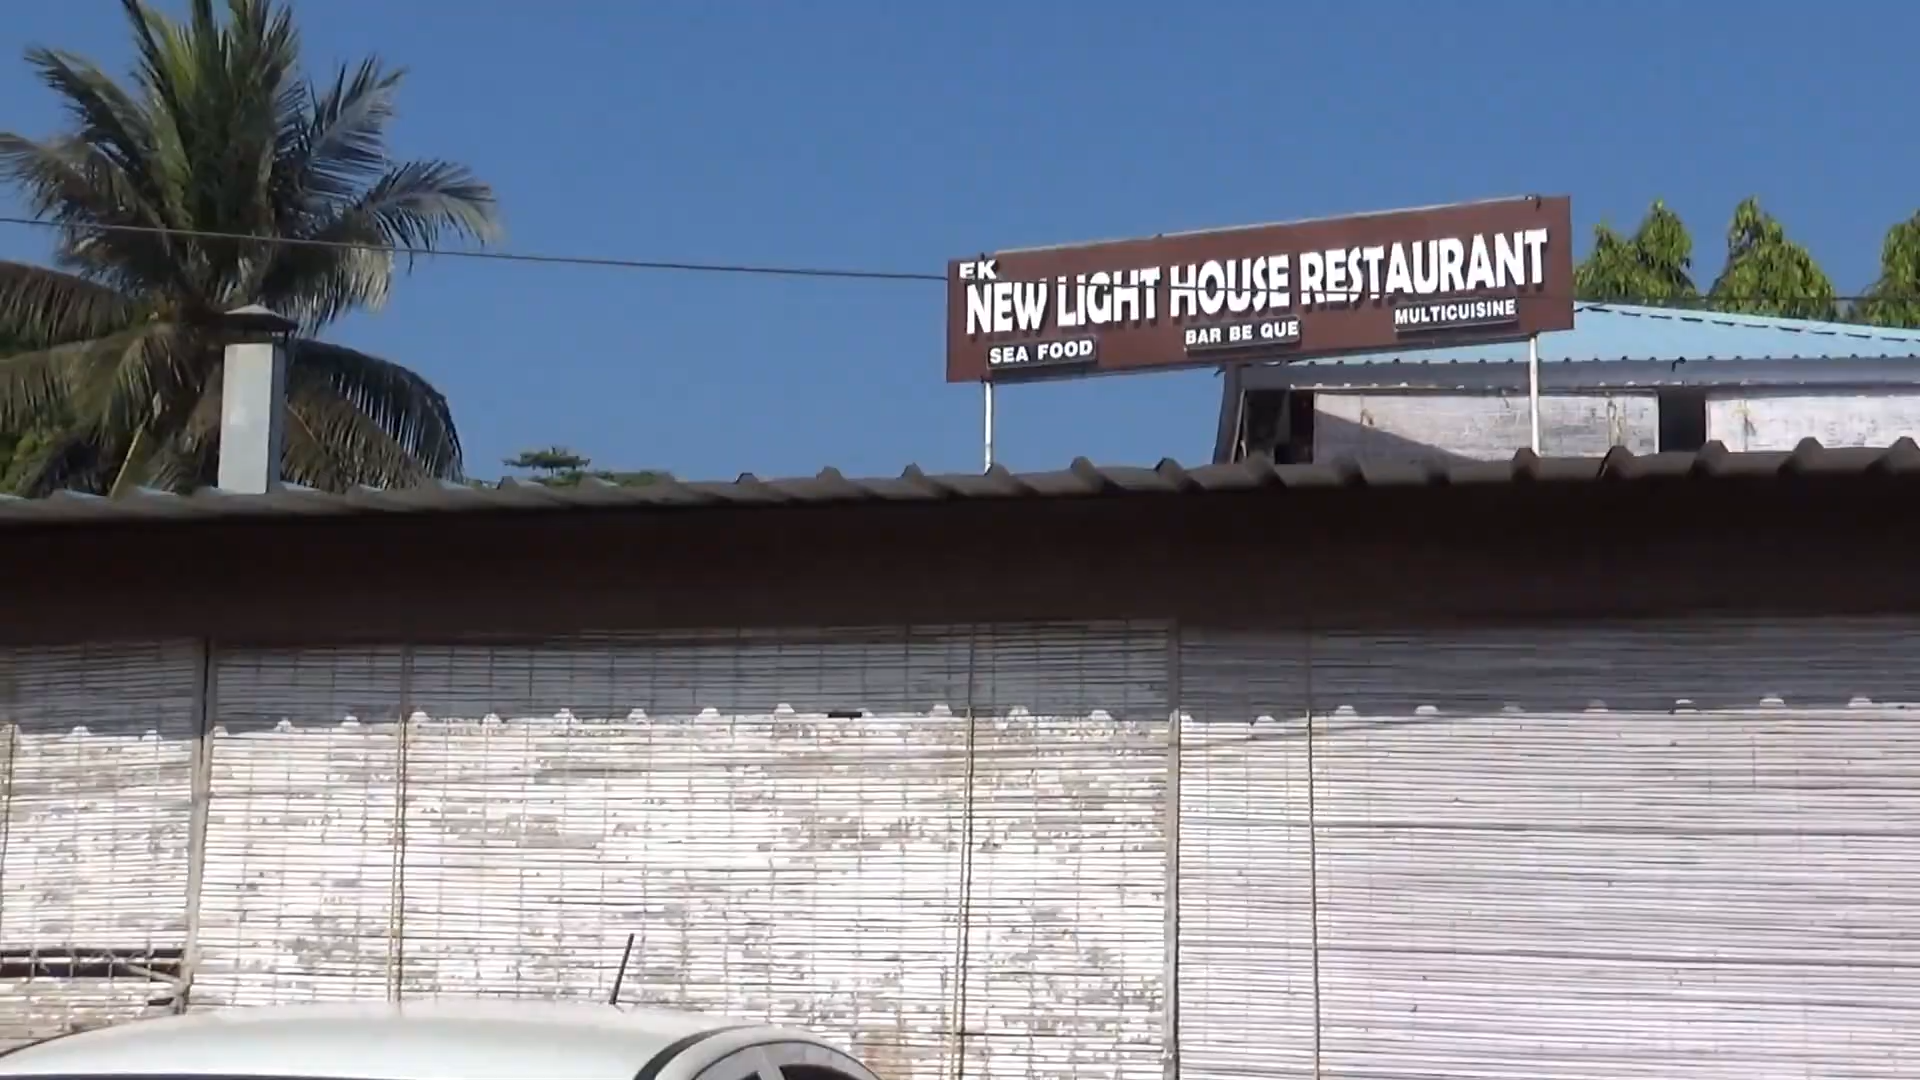 EK
NEW LIGHT HOUSE RESTAURANT
SEA FOOD
BAR BE QUE
MULTICUISINE